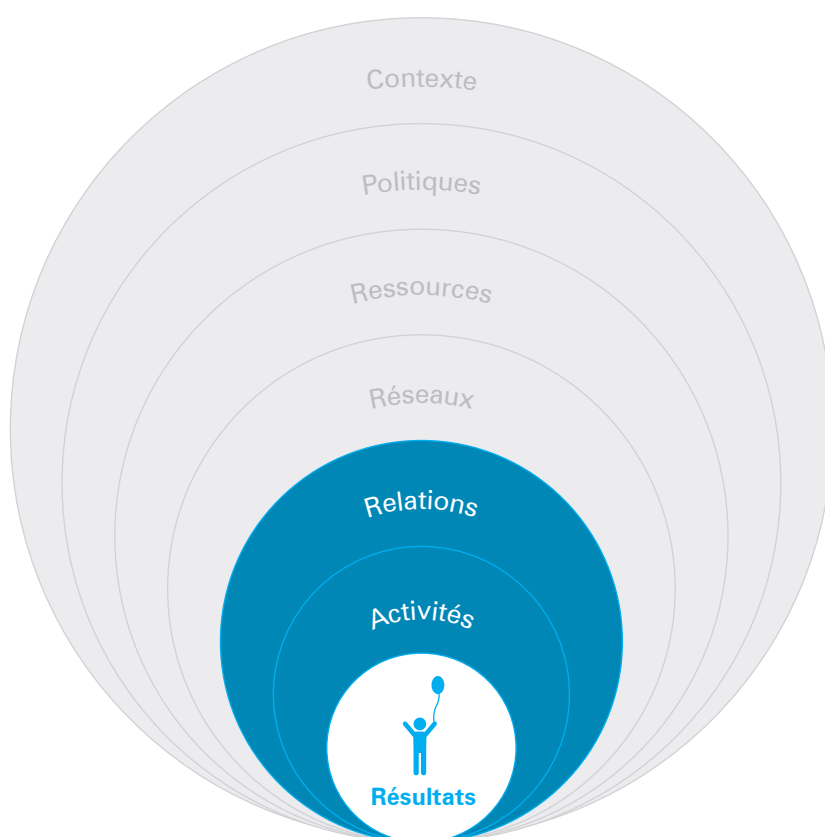 Contexte
Politiques
Ressources
Réseaux
Relations
Activités
Résultats